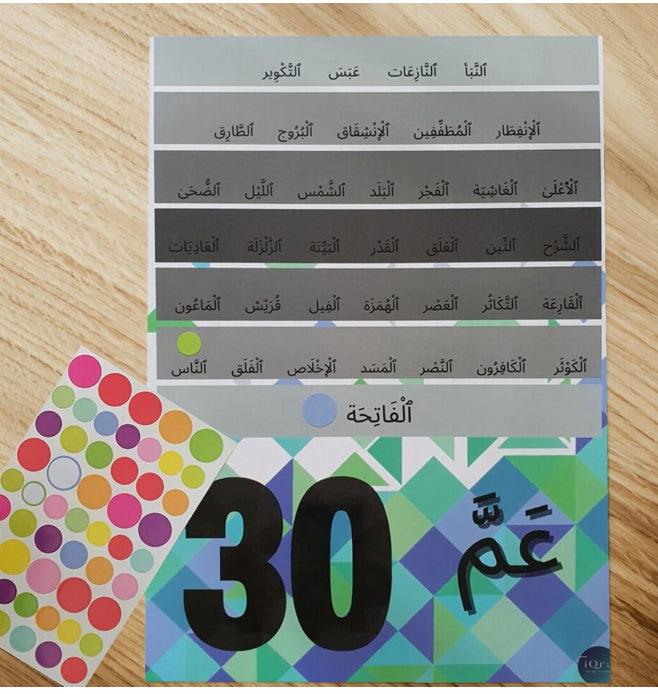 ٱلنَّبَأ ٱلنَّازِعَات عَبَسَ ٱلتَّكْوِير
ٱلْإِنْفِطَار ٱلْمُطَفِّفِين ٱلْإِنْشِقَاق ٱلْبُرُوج ٱلطَّارِق
ٱلْأَعْلَىٰ ٱلْغَاشِيَة ٱلْفَجْر ٱلْبَلَد ٱلشَّمْس ٱللَّيْل ٱلضُّحَىٰ
ٱلشَّرْح ٱلتِّين ٱلْعَلَق ٱلْقَدْر ٱلْبَيِّنَة ٱلزَّلْزَلَة ٱلْعَادِيَات
ٱلْقَارِعَة ٱلتَّكَاثُر ٱلْعَصْر ٱلْهُمَزَة ٱلْفِيل قُرَيْش ٱلْمَاعُون
ٱلْكَوْثَر ٱلْكَافِرُون ٱلنَّصْر ٱلْمَسَد ٱلْإِخْلَاص ٱلْفَلَق ٱلنَّاس
ٱلْفَاتِحَة
عَمَّ 30